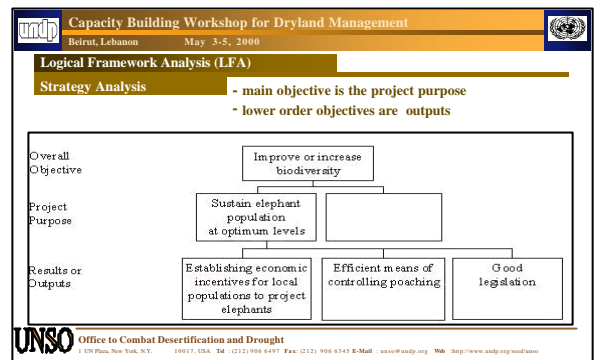 undp
Capacity Building Workshop for Dryland Management
Beirut, Lebanon May 3-5, 2000
Logical Framework Analysis (LFA)
Strategy Analysis
- main objective is the project purpose
- lower order objectives are outputs
Overall
Objective
Improve or increase
biodiversity
Project
Purpose
Sustain elephant
population
at optimum levels
Results or
Outputs
Establishing economic
incentives for local
populations to project
elephants
Efficient means of
controlling poaching
Good
legislation
UNSO
Office to Combat Desertification and Drought
1 UN Plaza, New York, N.Y. 10017, USA Tel : (212) 906 6497 Fax: (212) 906 6345 E-Mail : unso@undp.org Web :http://www.undp.org/seed/unso